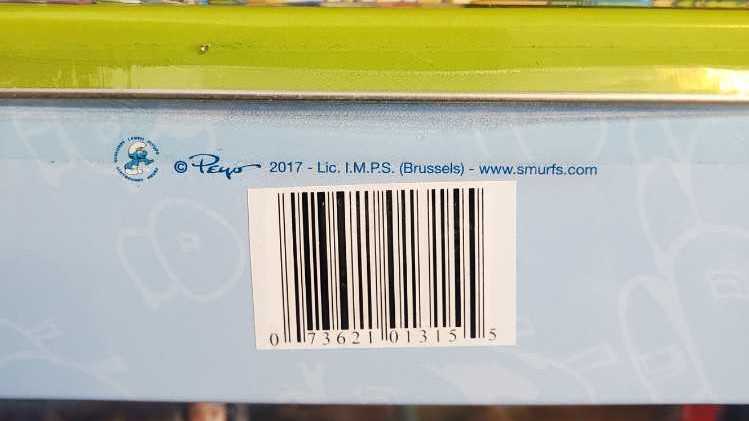 © Peyo 2017 - Lic. I.M.P.S. (Brussels) - www.smurfs.com
0 73621 01315 5